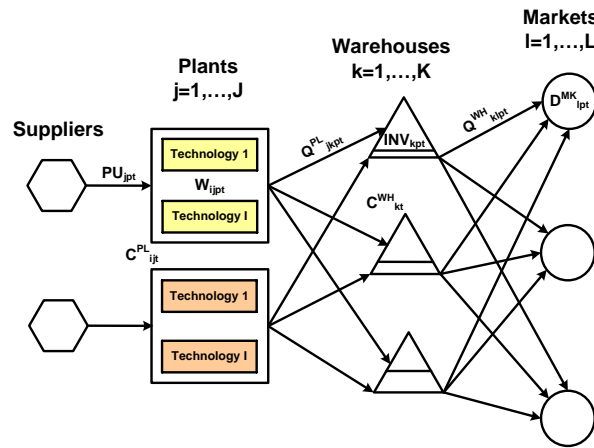 Suppliers
Plants
j=1,...,J
Warehouses
k=1,...,K
Markets
l=1,...,L
PU_jpt
Technology 1
W_ijpt
Technology I
C^PL_ijt
Technology 1
Technology I
Q^PL_jkpt
INV_kpt
C^WH_kt
Q^WH_klpt
D^MK_lpt